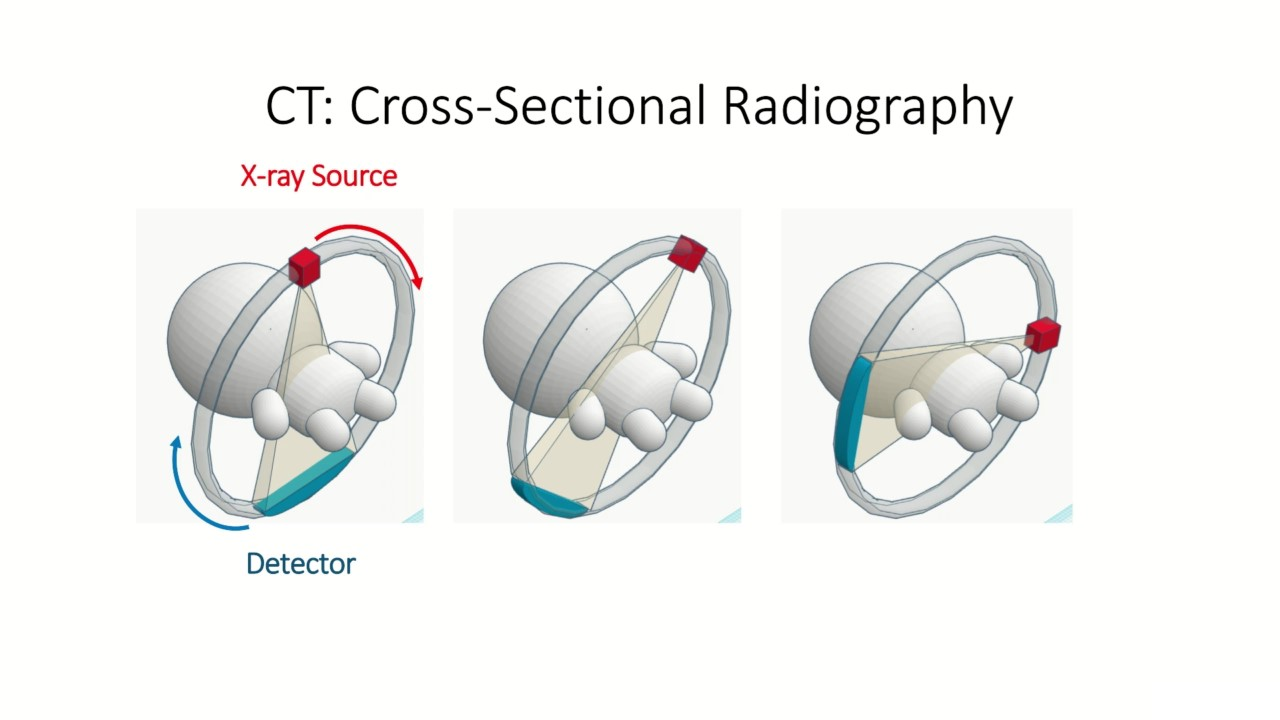 CT: Cross-Sectional Radiography
X-ray Source
Detector